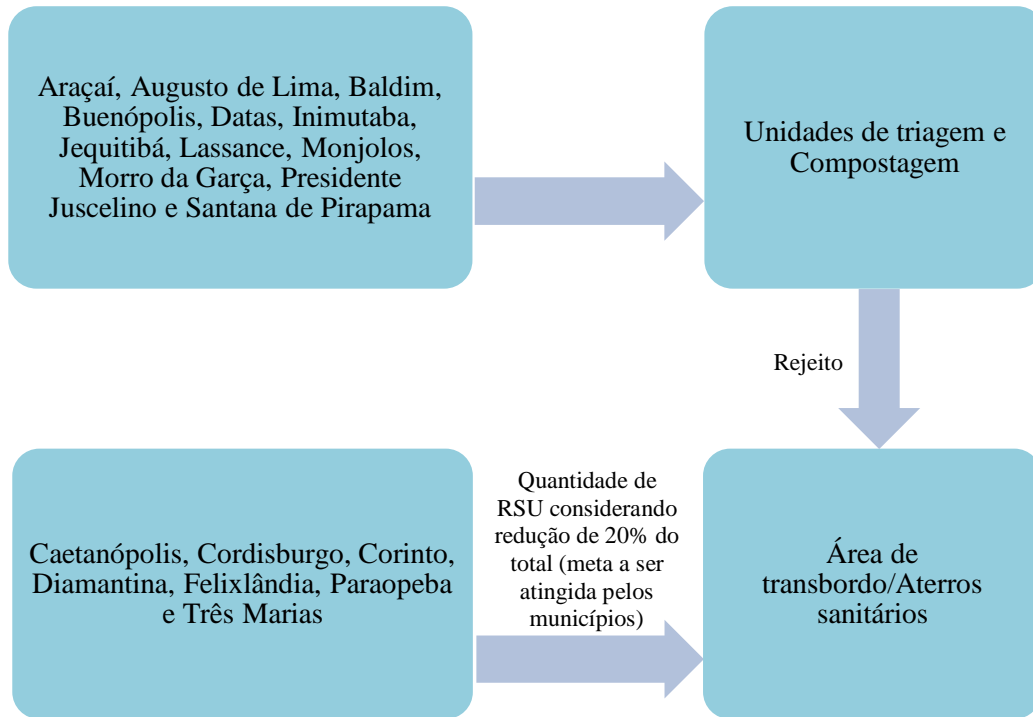 Araçaí, Augusto de Lima, Baldim,
Buenópolis, Datas, Inimutaba,
Jequitibá, Lassance, Monjolos,
Morro da Garça, Presidente
Juscelino e Santana de Pirapama
Unidades de triagem e
Compostagem
Rejeito
Caetanópolis, Cordisburgo, Corinto,
Diamantina, Felixlândia, Paraopeba
e Três Marias
Quantidade de
RSU considerando
redução de 20% do
total (meta a ser
atingida pelos
municípios)
Área de
transbordo/Aterros
sanitários